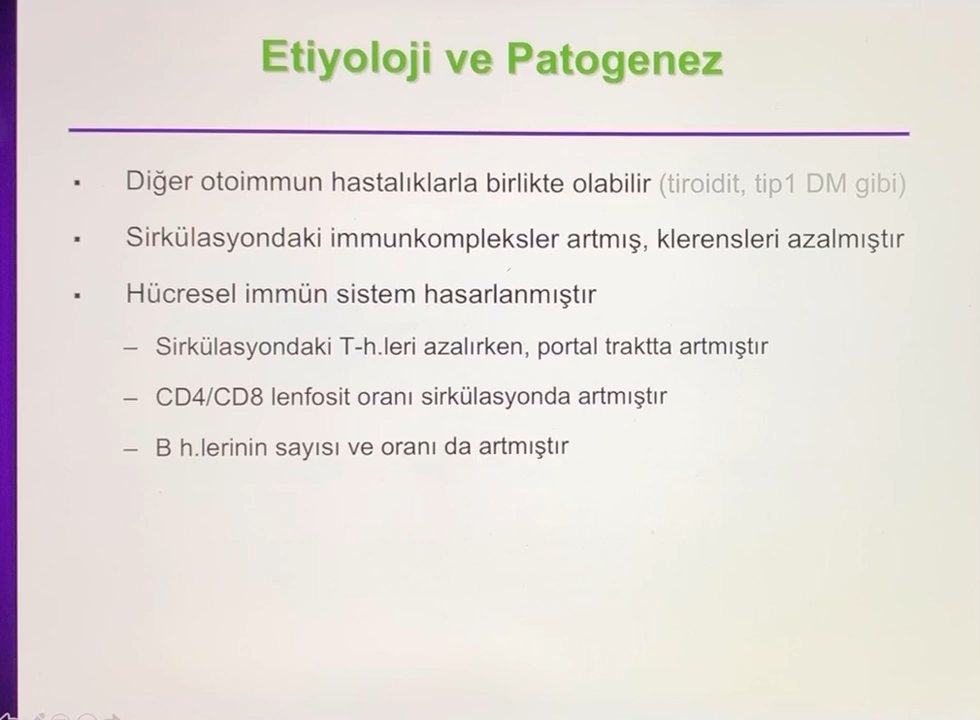 Etiyoloji ve Patogenez
▪ Diğer otoimmun hastalıklarla birlikte olabilir (tiroidit, tip1 DM gibi)
▪ Sirkülasyondaki immunkompleksler artmış, klerensleri azalmıştır
▪ Hücresel immün sistem hasarlanmıştır
– Sirkülasyondaki T-h.leri azalırken, portal traktta artmıştır
– CD4/CD8 lenfosit oranı sirkülasyonda artmıştır
– B h.lerinin sayısı ve oranı da artmıştır